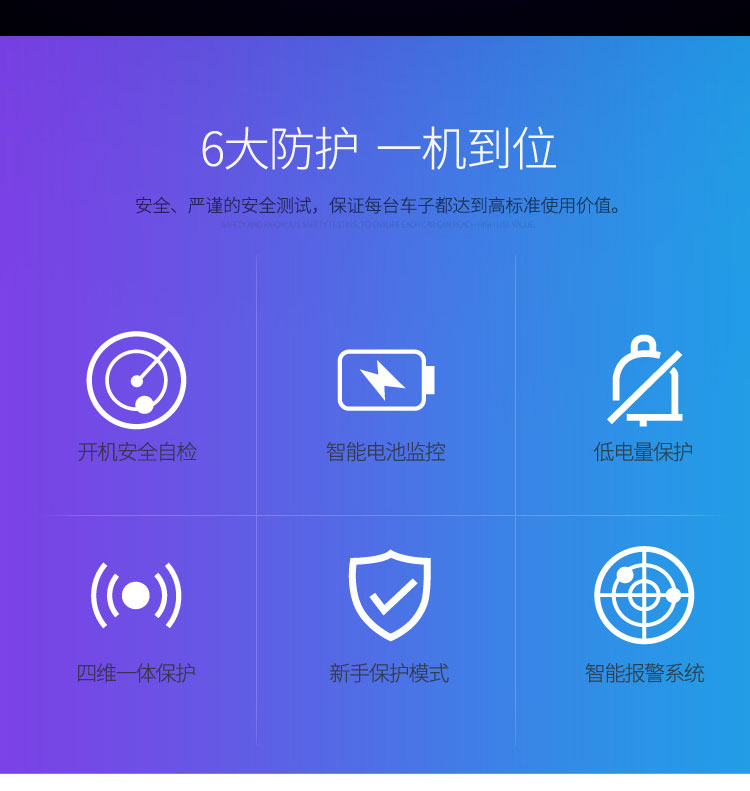 6大防护 一机到位
安全、严谨的安全测试，保证每台车子都达到高标准使用价值。
开机安全自检
智能电池监控
低电量保护
四维一体保护
新手保护模式
智能报警系统